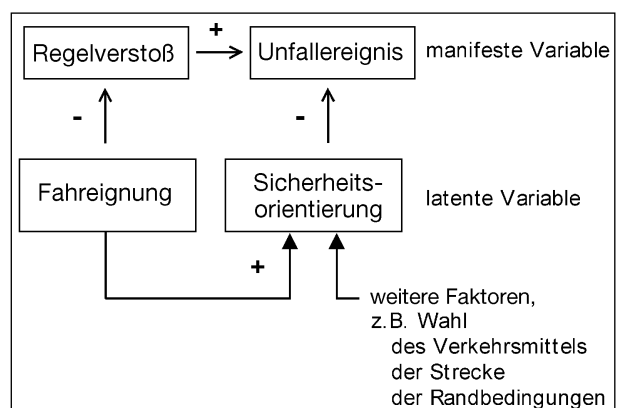 Regelverstoß
+
Unfallereignis
manifeste Variable
-
-
Fahreignung
Sicherheits-
orientierung
latente Variable
+
weitere Faktoren,
z.B. Wahl
des Verkehrsmittels
der Strecke
der Randbedingungen